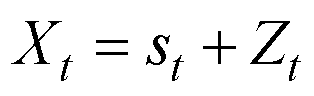 X_t = s_t + Z_t